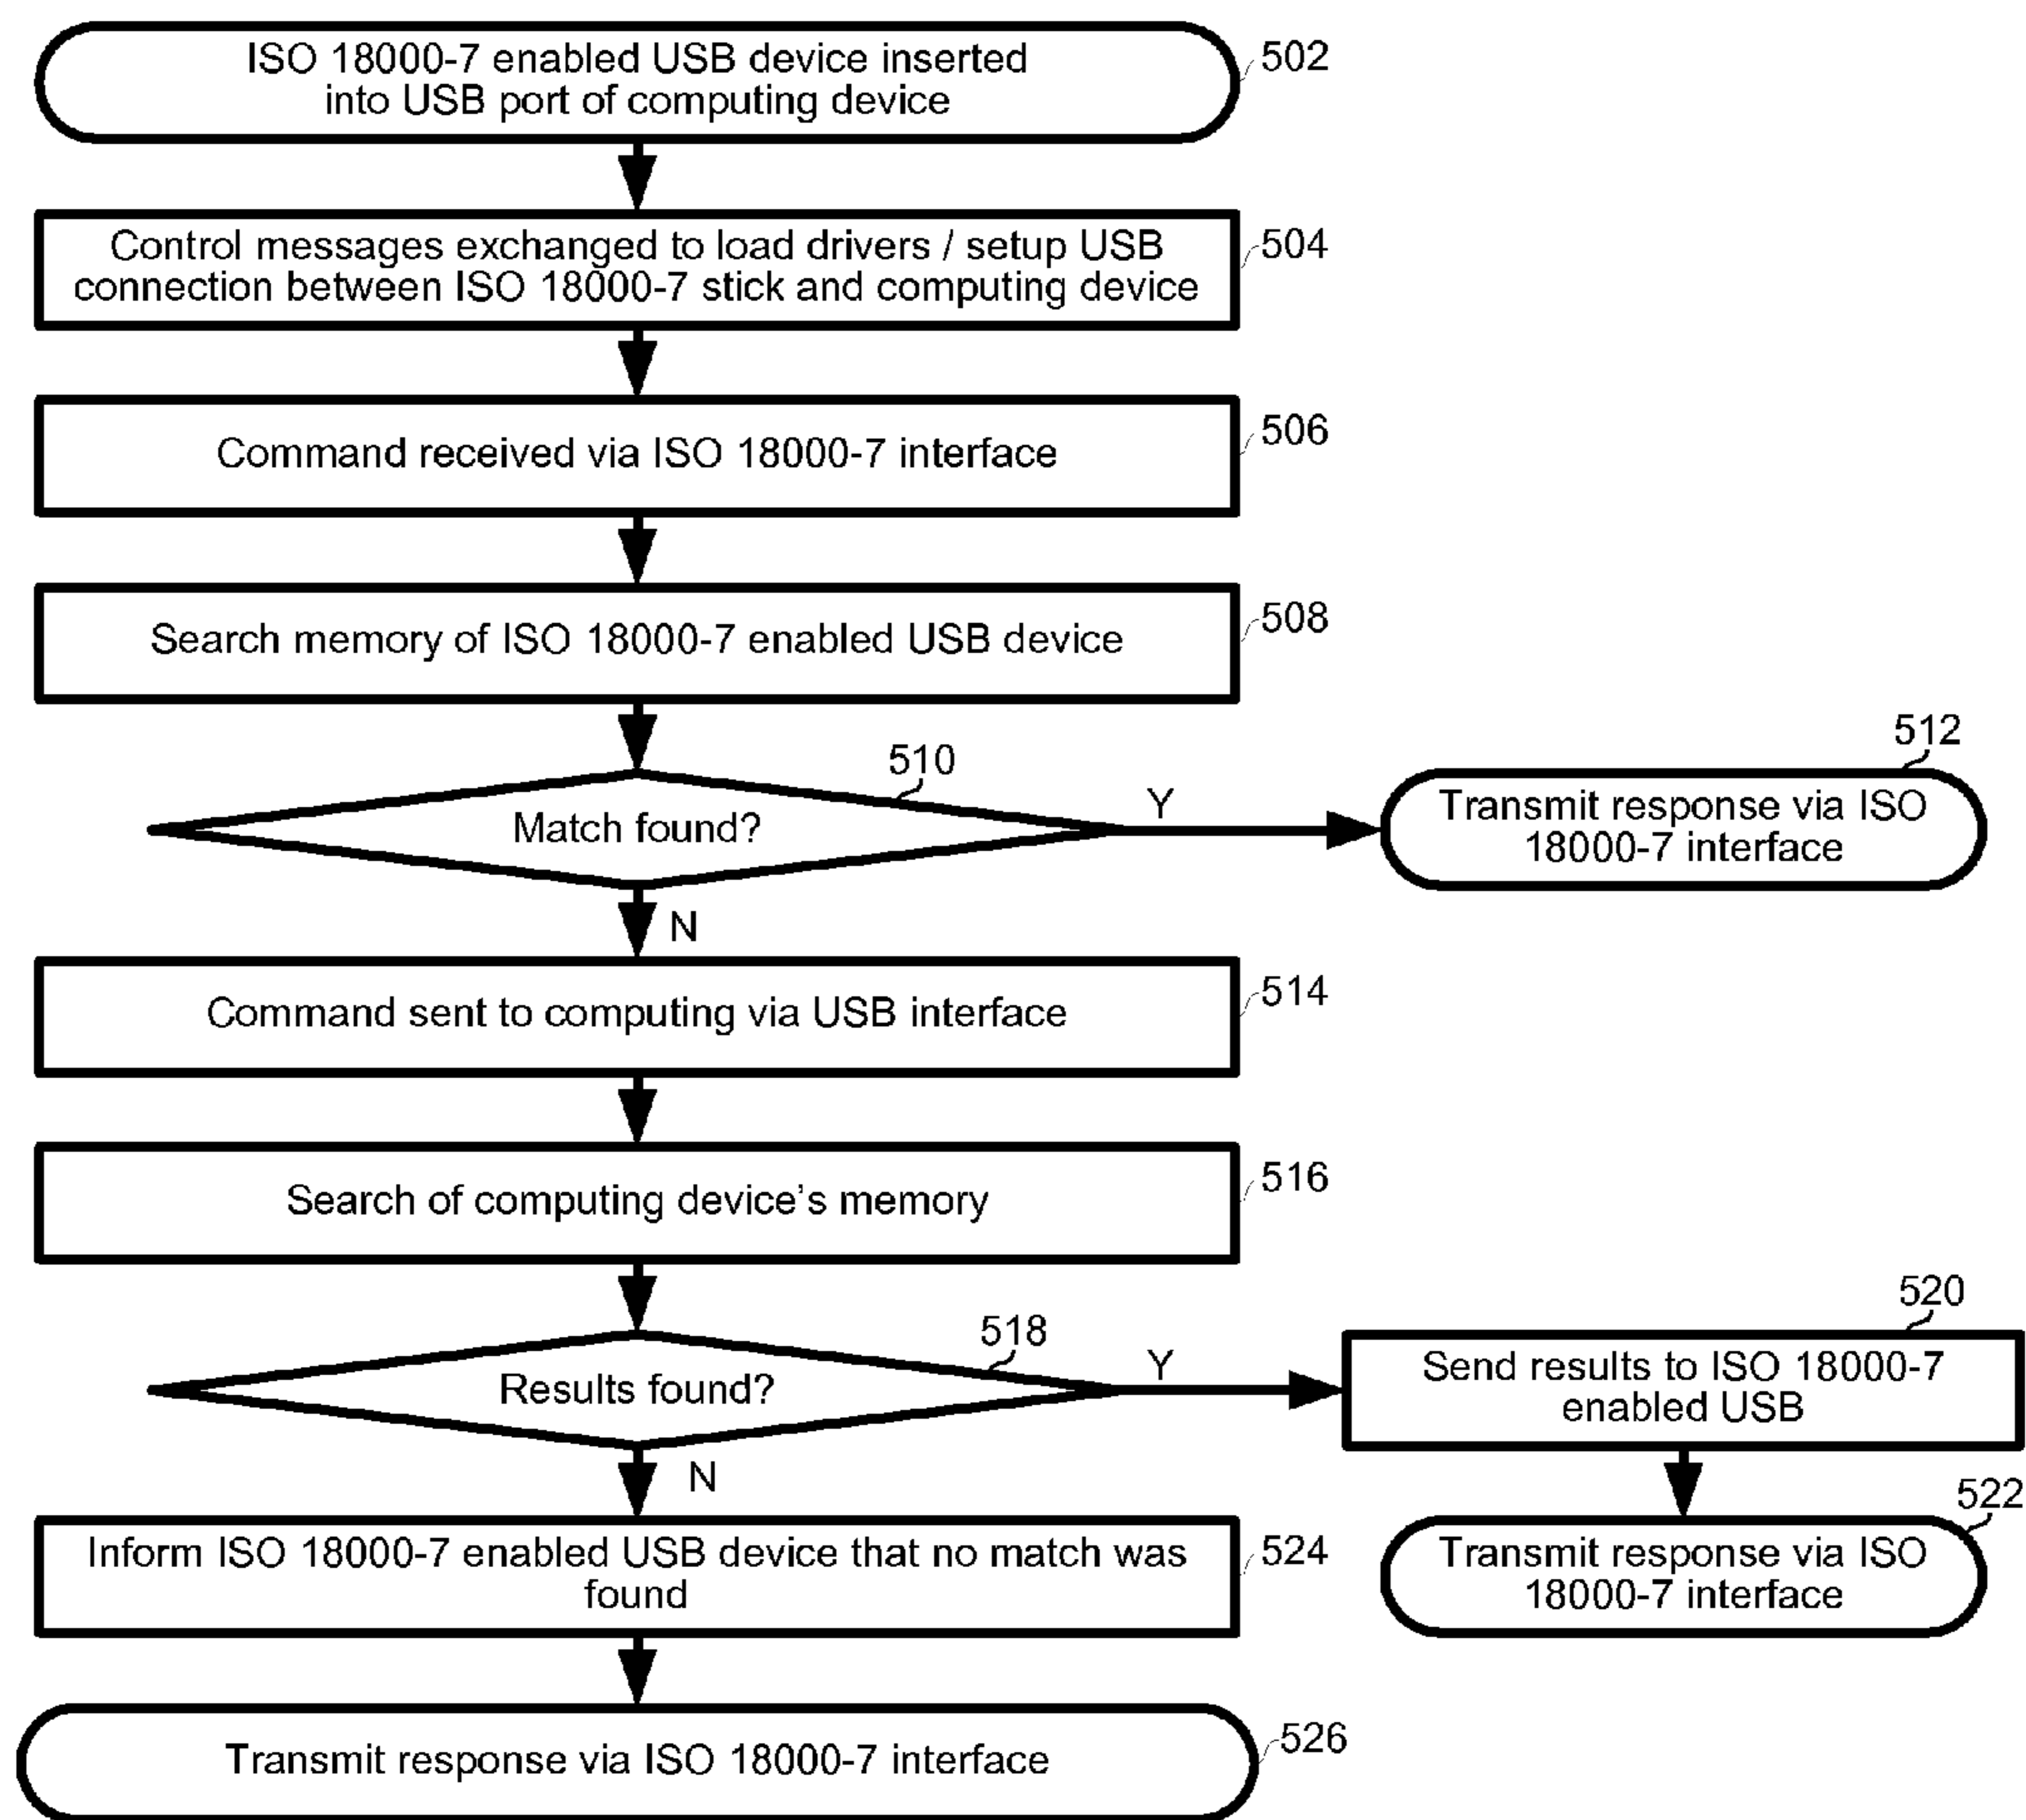 ISO 18000-7 enabled USB device inserted
into USB port of computing device
502
Control messages exchanged to load drivers / setup USB
connection between ISO 18000-7 stick and computing device
504
Command received via ISO 18000-7 interface
506
Search memory of ISO 18000-7 enabled USB device
508
Match found?
510
Y
Transmit response via ISO
18000-7 interface
512
N
Command sent to computing via USB interface
514
Search of computing device's memory
516
Results found?
518
Y
Send results to ISO 18000-7
enabled USB
520
Transmit response via ISO
18000-7 interface
522
N
Inform ISO 18000-7 enabled USB device that no match was
found
524
Transmit response via ISO 18000-7 interface
526